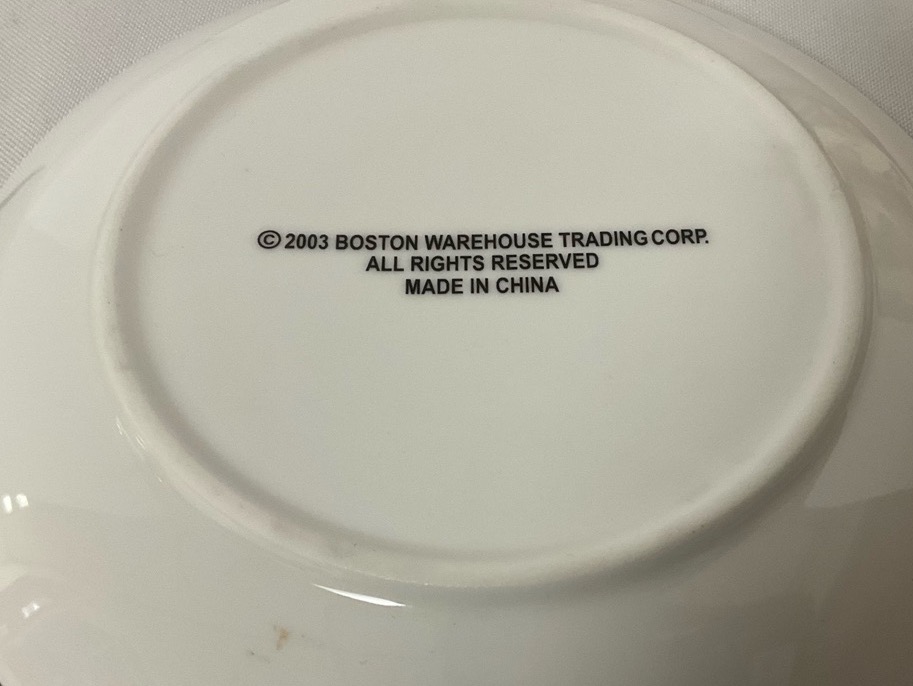 © 2003 BOSTON WAREHOUSE TRADING CORP.
ALL RIGHTS RESERVED
MADE IN CHINA